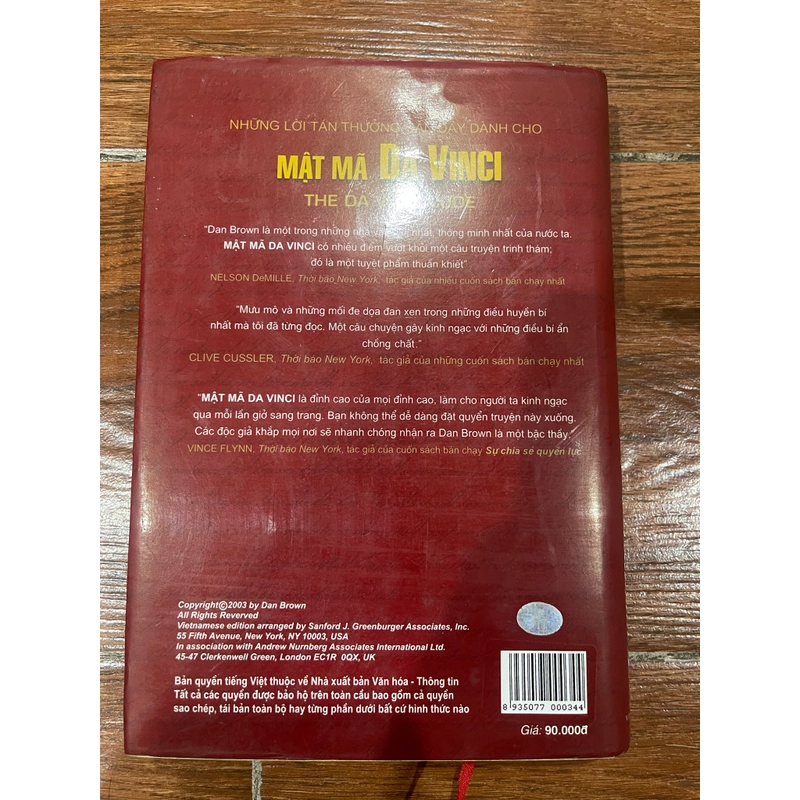 NHỮNG LỜI TÁN THƯỞNG ĐÂY DÀNH CHO
MẬT MÃ DA VINCI
THE DA CODE
"Dan Brown là một trong những nhà nhất, thông minh nhất của nước ta.
MẬT MÃ DA VINCI có nhiều điểm vượt khỏi một câu truyện trinh thám;
đó là một tuyệt phẩm thuần khiết"
NELSON DeMILLE, Thời báo New York, tác giả của nhiều cuốn sách bán chạy nhất
"Mưu mô và những mối đe dọa đan xen trong những điều huyền bí
nhất mà tôi đã từng đọc. Một câu chuyện gây kinh ngạc với những điều bí ẩn
chồng chất."
CLIVE CUSSLER, Thời báo New York, tác giả của những cuốn sách bán chạy nhất
"MẬT MÃ DA VINCI là đỉnh cao của mọi đỉnh cao, làm cho người ta kinh ngạc
qua mỗi lần giở sang trang. Bạn không thể dễ dàng đặt quyển truyện này xuống.
Các độc giả khắp mọi nơi sẽ nhanh chóng nhận ra Dan Brown là một bậc thầy."
VINCE FLYNN, Thời báo New York, tác giả của cuốn sách bán chạy Sự chia sẻ quyền lực
Copyright©2003 by Dan Brown
All Rights Reverved
Vietnamese edition arranged by Sanford J. Greenburger Associates, Inc.
55 Fifth Avenue, New York, NY 10003, USA
In association with Andrew Nurnberg Associates International Ltd.
45-47 Clerkenwell Green, London EC1R 0QX, UK
Bản quyền tiếng Việt thuộc về Nhà xuất bản Văn hóa - Thông tin
Tất cả các quyền được bảo hộ trên toàn cầu bao gồm cả quyền
sao chép, tái bản toàn bộ hay từng phần dưới bất cứ hình thức nào
8 935077 000344
Giá: 90.000đ